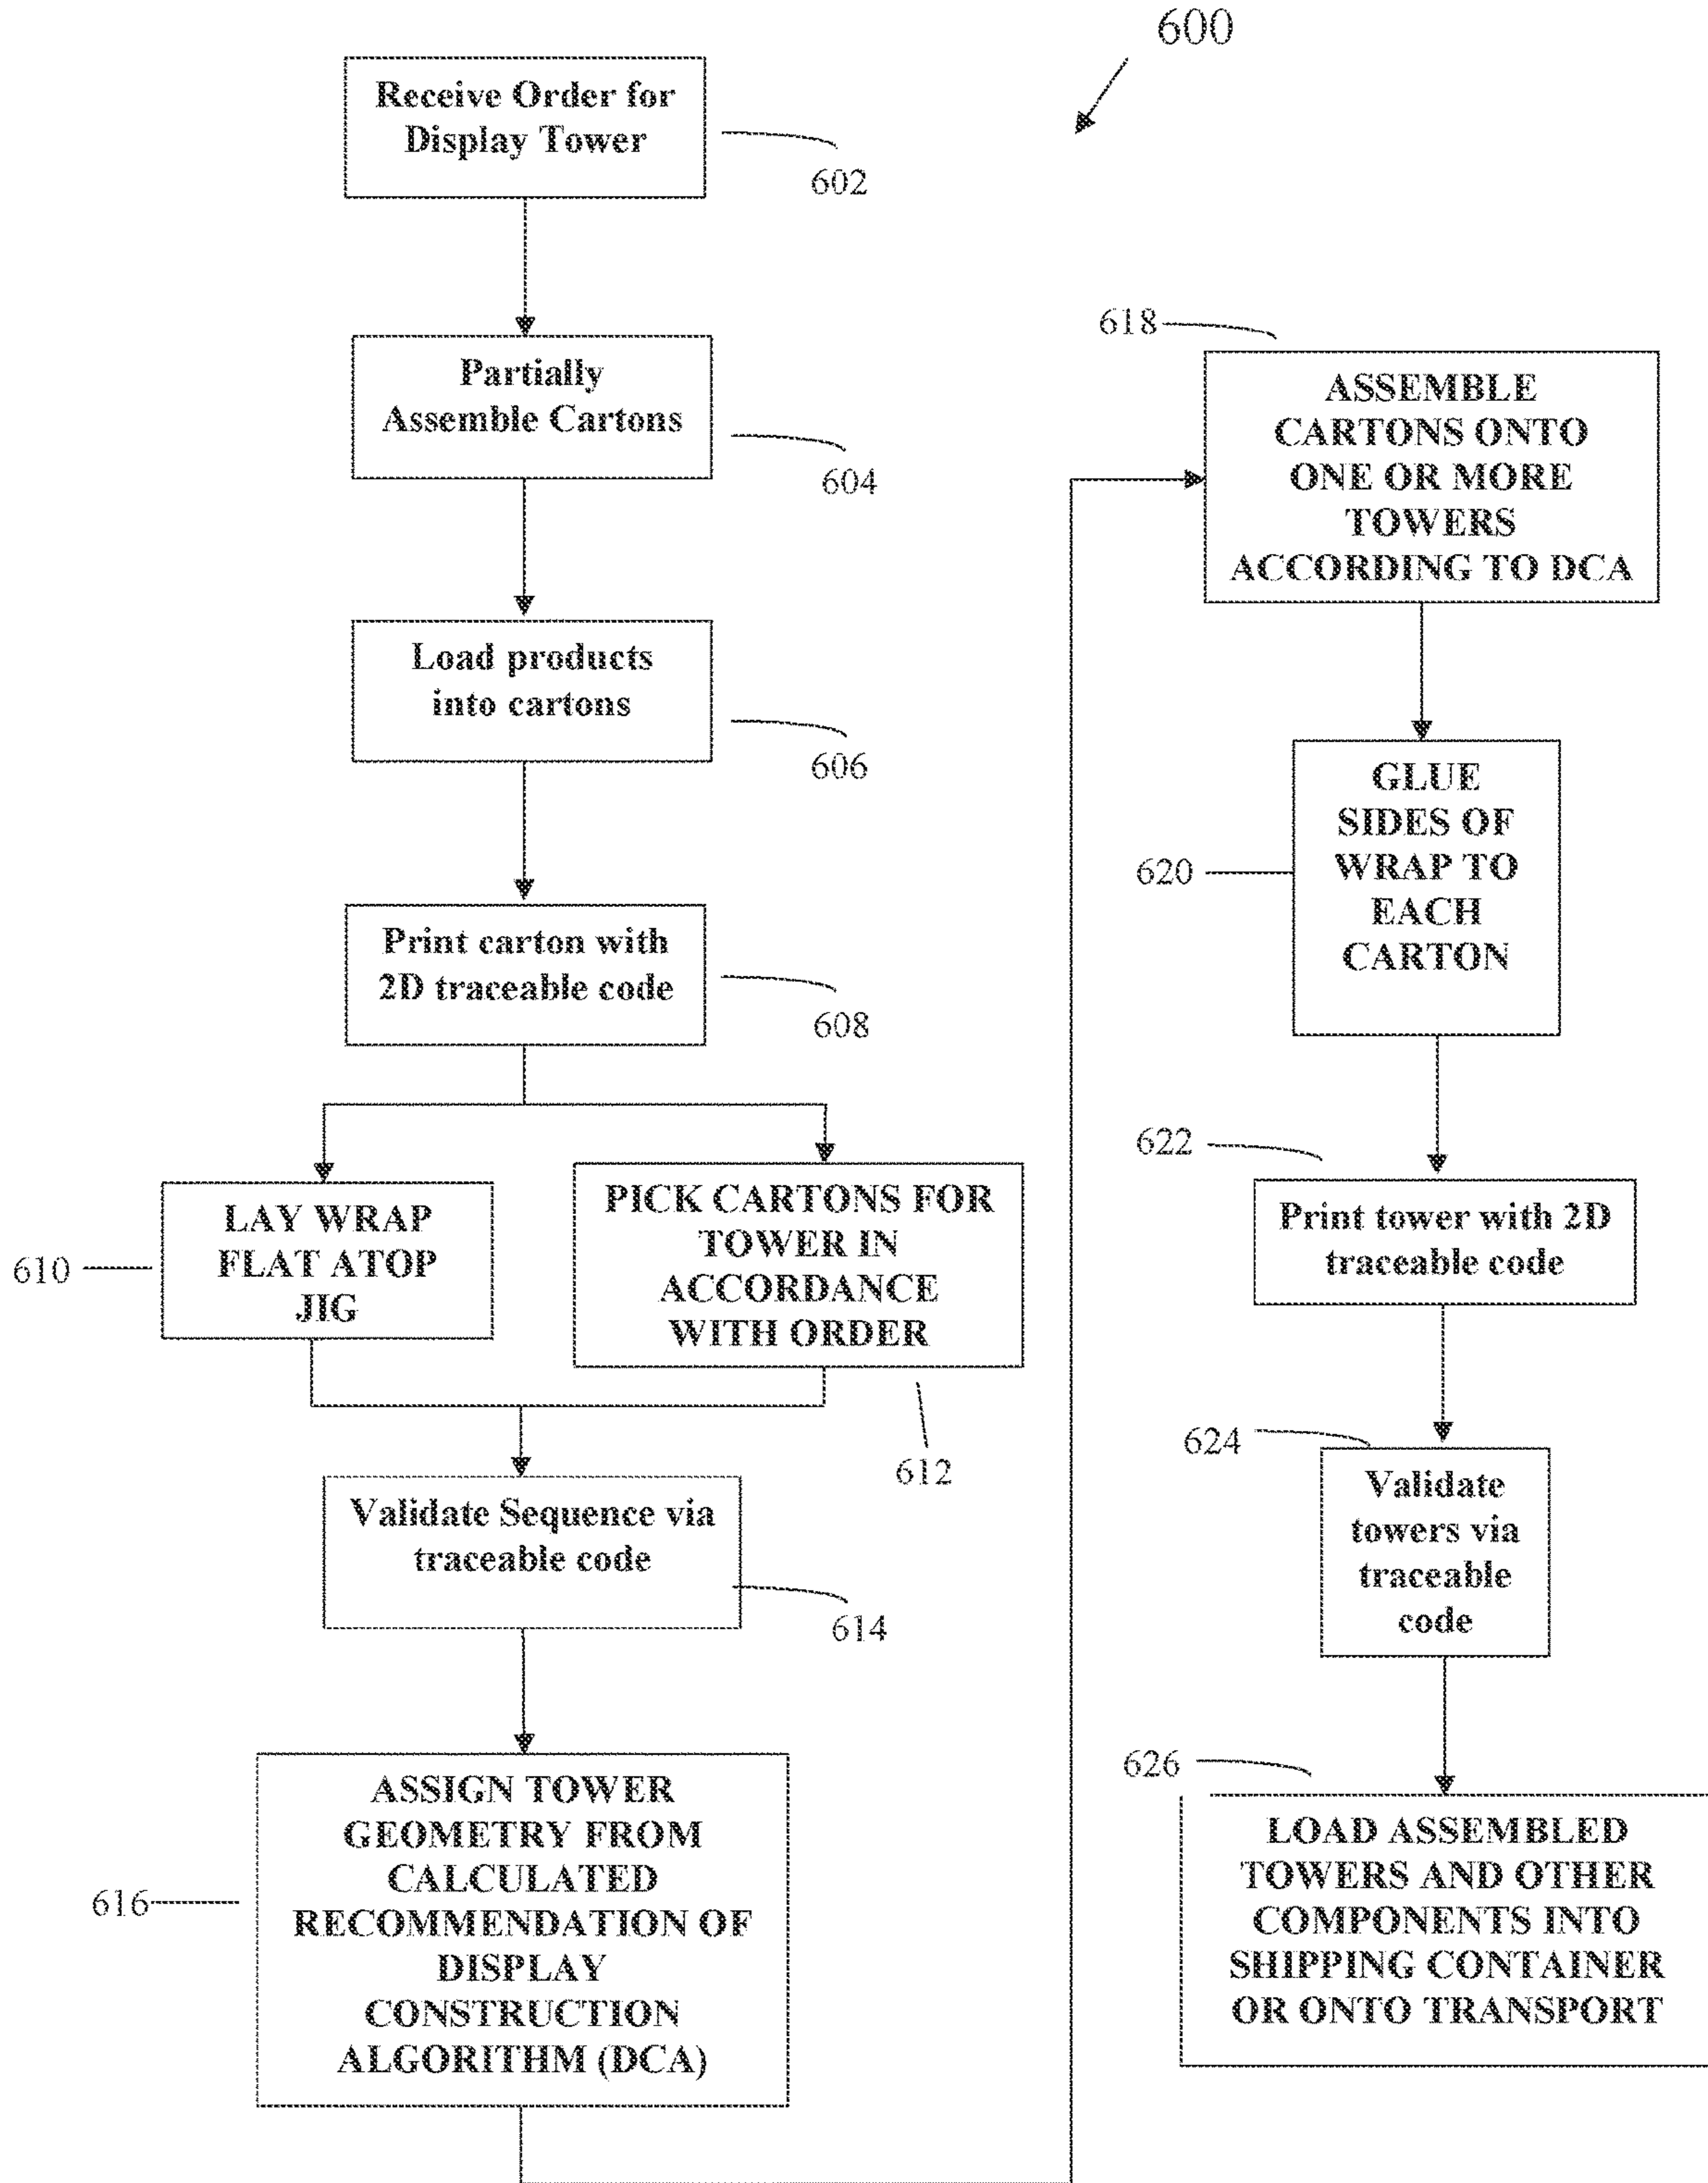 600
Receive Order for
Display Tower
602
Partially
Assemble Cartons
604
Load products
into cartons
606
Print carton with
2D traceable code
608
LAY WRAP
FLAT ATOP
JIG
610
PICK CARTONS FOR
TOWER IN
ACCORDANCE
WITH ORDER
612
Validate Sequence via
traceable code
614
ASSIGN TOWER
GEOMETRY FROM
CALCULATED
RECOMMENDATION OF
DISPLAY
CONSTRUCTION
ALGORITHM (DCA)
616
618
ASSEMBLE
CARTONS ONTO
ONE OR MORE
TOWERS
ACCORDING TO DCA
GLUE
SIDES OF
WRAP TO
EACH
CARTON
620
622
Print tower with 2D
traceable code
624
Validate
towers via
traceable
code
626
LOAD ASSEMBLED
TOWERS AND OTHER
COMPONENTS INTO
SHIPPING CONTAINER
OR ONTO TRANSPORT